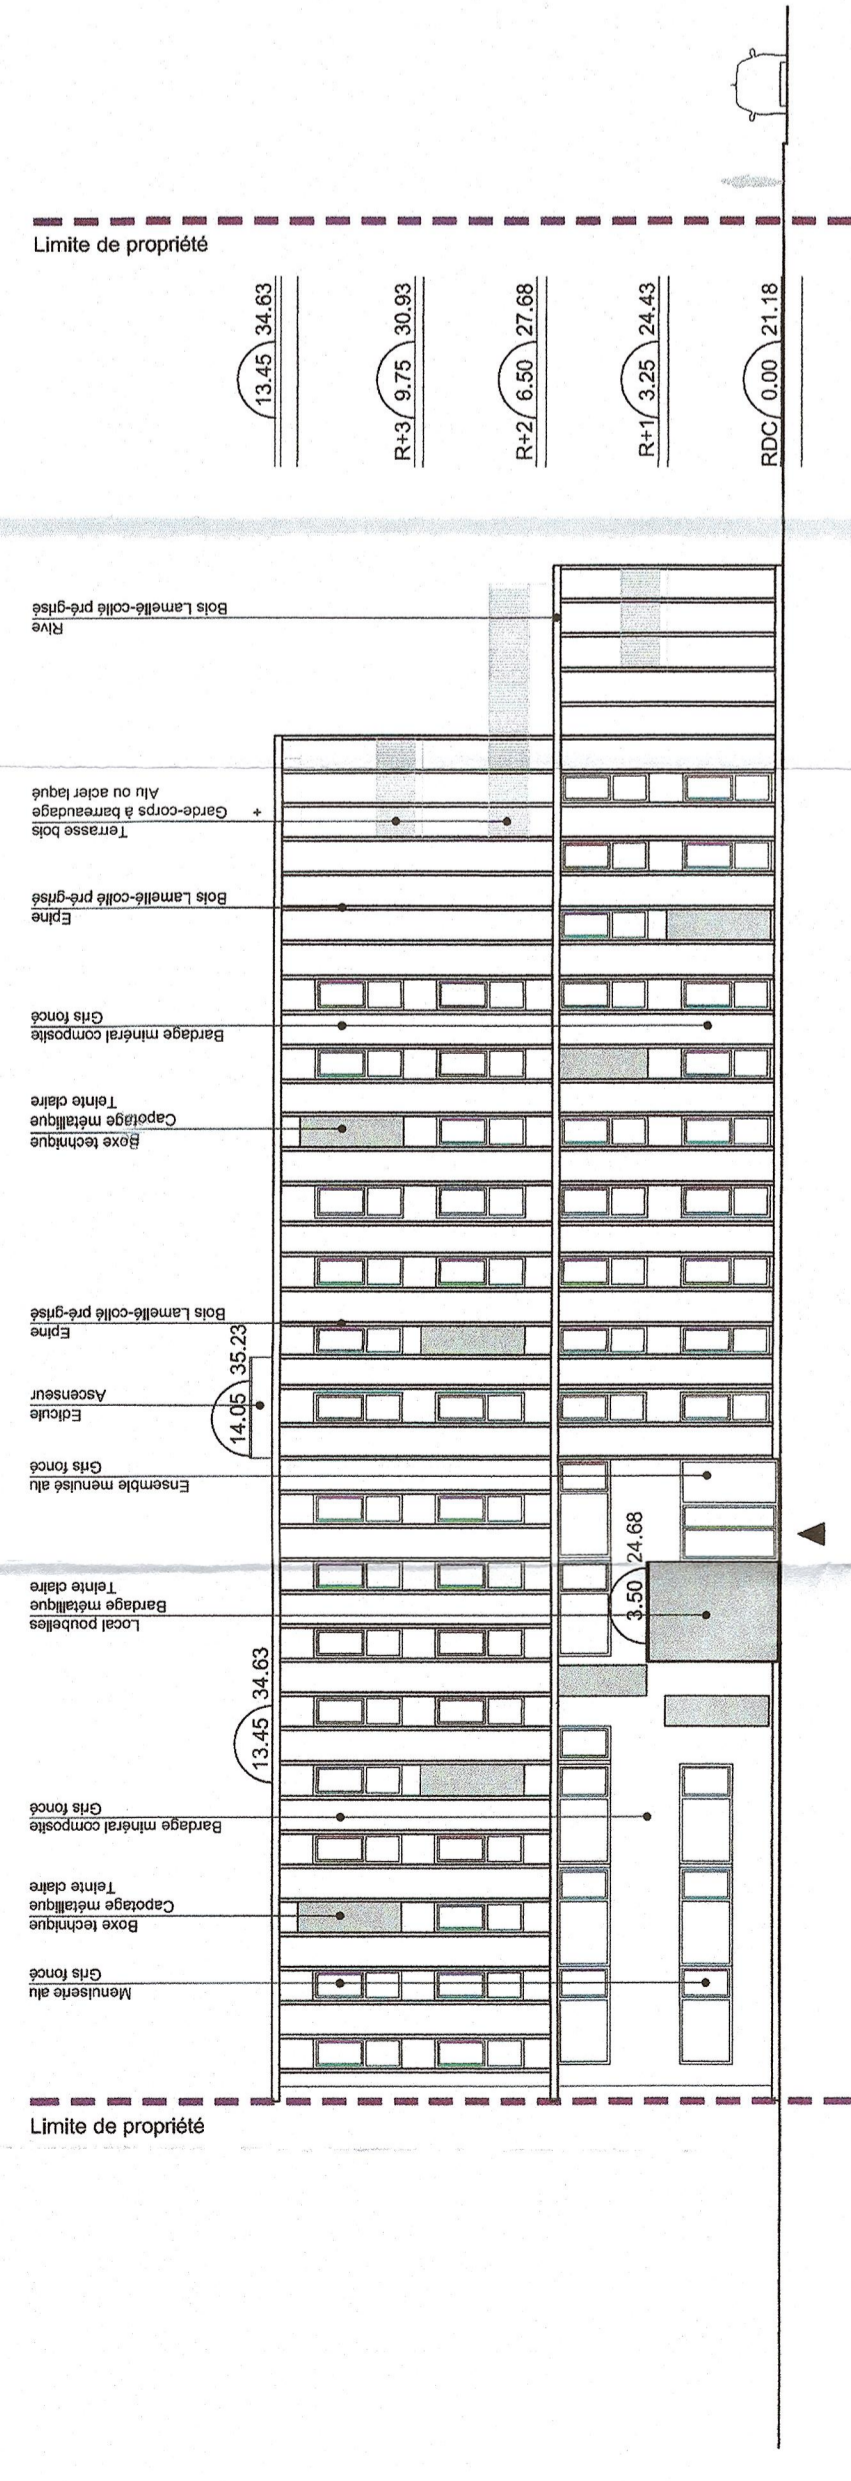 Limite de propriété
13.45 34.63
R+3 9.75 30.93
R+2 6.50 27.68
R+1 3.25 24.43
RDC 0.00 21.18
Rive
Bois Lamellé-collé pré-grisé
Terrasse bois
+
Garde-corps à barreaudage
Alu ou acier laqué
Epine
Bois Lamellé-collé pré-grisé
Bardage minéral composite
Gris foncé
Boxe technique
Capotage métallique
Teinte claire
Epine
Bois Lamellé-collé pré-grisé
14.05 35.23
Edicule
Ascenseur
Ensemble menuisé alu
Gris foncé
3.50 24.68
Local poubelles
Bardage métallique
Teinte claire
13.45 34.63
Bardage minéral composite
Gris foncé
Boxe technique
Capotage métallique
Teinte claire
Menuiserie alu
Gris foncé
Limite de propriété